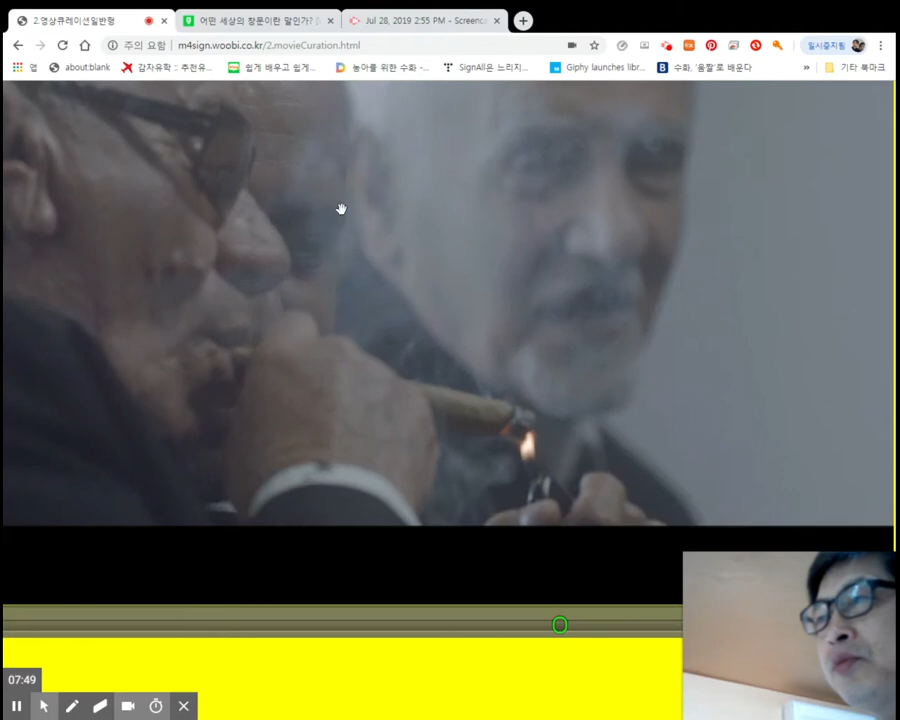 2.영상큐레이션일반형
어떤 세상의 창문이란 말인가? (
Jul 28, 2019 2:55 PM - Screenca
주의 요함 | m4sign.woobi.co.kr/2.movieCuration.html
일시중지됨
앱 about:blank 감자유학 :: 추전유... 쉽게 배우고 쉽게... 농아를 위한 수화 -... SignAll은 느리지... Giphy launches libr... 수화, '음짤'로 배운다 » 기타 북마크
07:49